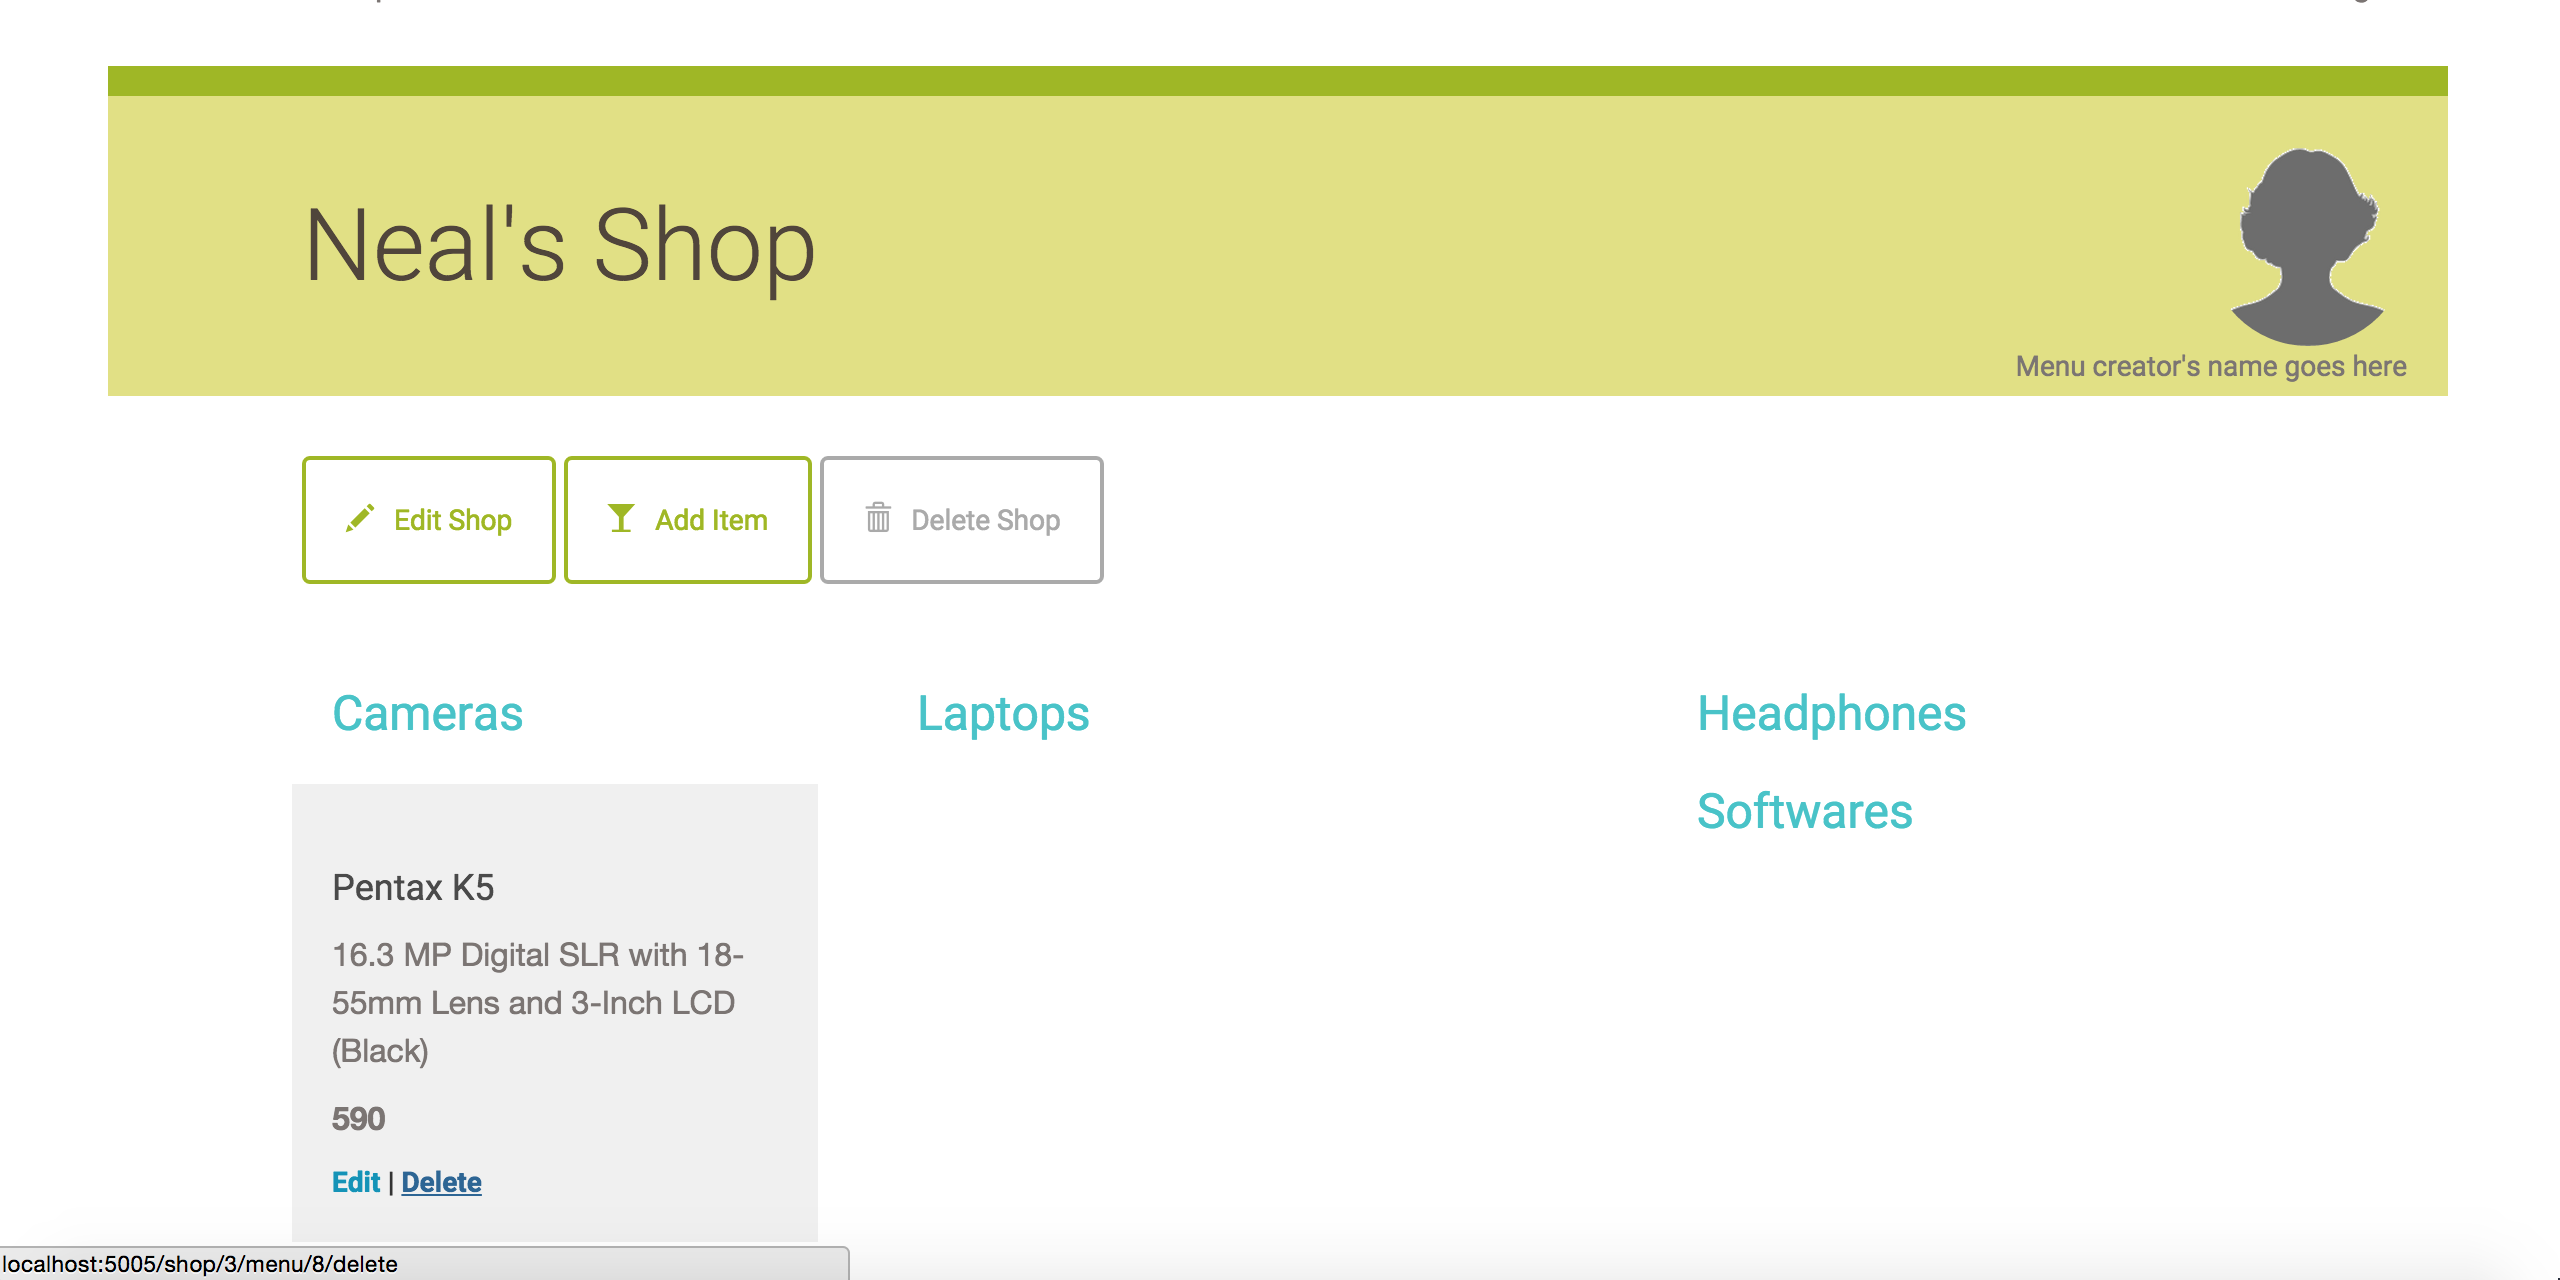 Neal's Shop
Menu creator's name goes here
Edit Shop
Add Item
Delete Shop
Cameras
Laptops
Headphones
Softwares
Pentax K5
16.3 MP Digital SLR with 18-
55mm Lens and 3-Inch LCD
(Black)
590
Edit | Delete
localhost:5005/shop/3/menu/8/delete